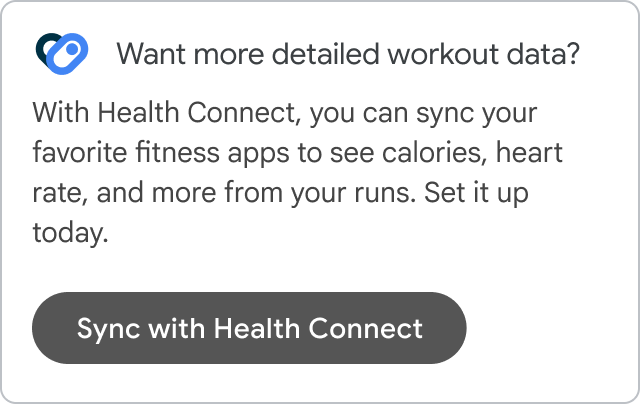 Want more detailed workout data?
With Health Connect, you can sync your
favorite fitness apps to see calories, heart
rate, and more from your runs. Set it up
today.
Sync with Health Connect